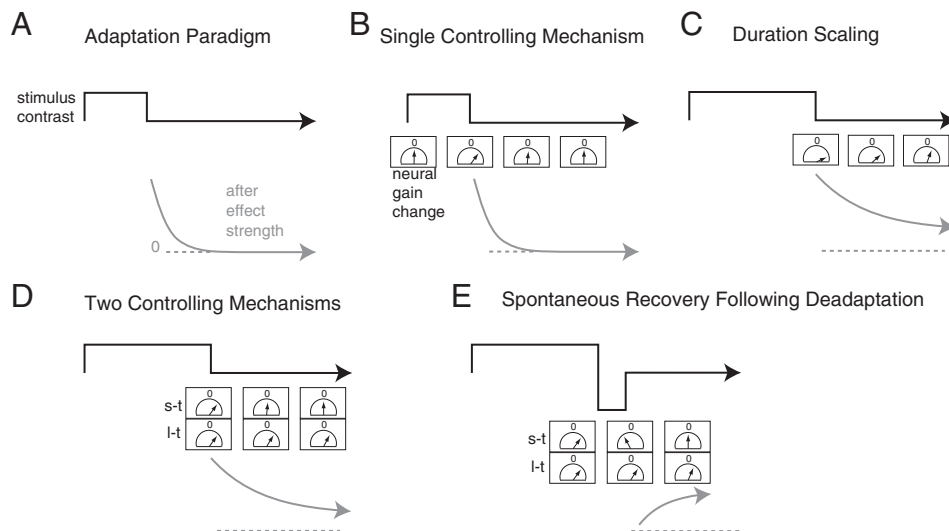 A Adaptation Paradigm
stimulus
contrast
after
effect
strength
0
B Single Controlling Mechanism
0 0 0 0
neural
gain
change
C Duration Scaling
0 0 0
D Two Controlling Mechanisms
s-t 0 0 0
l-t 0 0 0
E Spontaneous Recovery Following Deadaptation
s-t 0 0 0
l-t 0 0 0